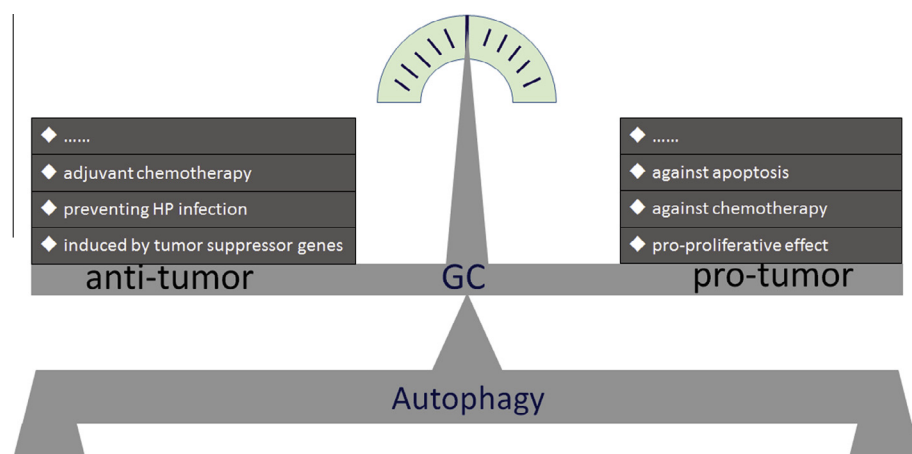 ◆ ......
◆ adjuvant chemotherapy
◆ preventing HP infection
◆ induced by tumor suppressor genes
anti-tumor
GC
◆ ......
◆ against apoptosis
◆ against chemotherapy
◆ pro-proliferative effect
pro-tumor
Autophagy